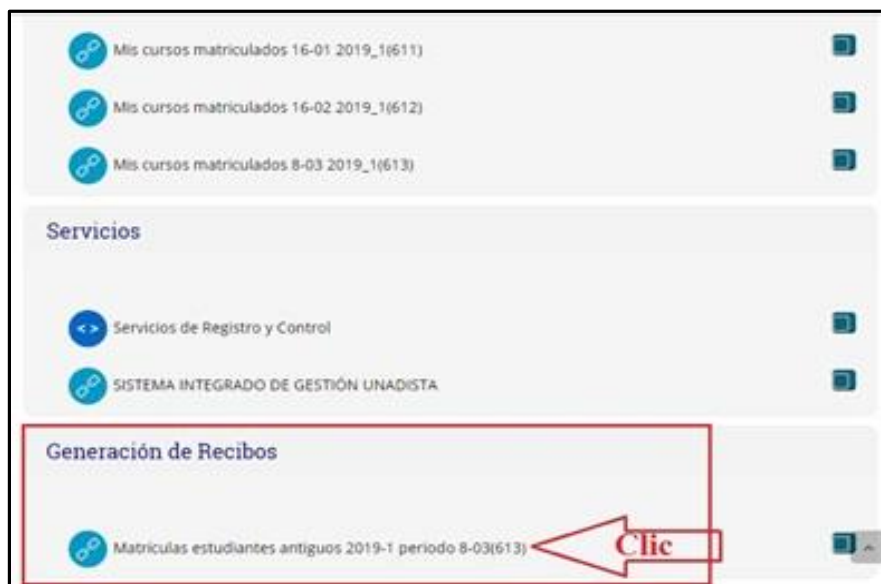 Mis cursos matriculados 16-01 2019_1(611)
Mis cursos matriculados 16-02 2019_1(612)
Mis cursos matriculados 8-03 2019_1(613)
Servicios
Servicios de Registro y Control
SISTEMA INTEGRADO DE GESTIÓN UNADISTA
Generación de Recibos
Matriculas estudiantes antiguos 2019-1 periodo 8-03(613) Clic